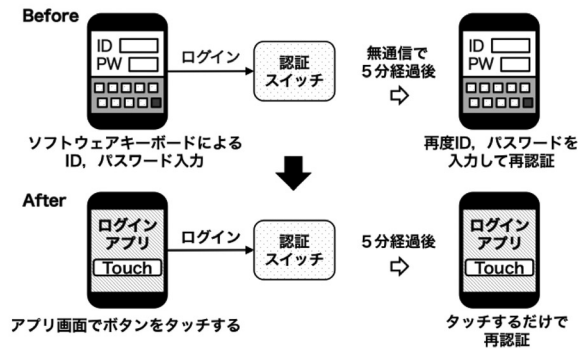 Before
ID
PW
ログイン
認証
スイッチ
無通信で
５分経過後
ID
PW
ソフトウェアキーボードによる
ID，パスワード入力
再度ID，パスワードを
入力して再認証
After
ログイン
アプリ
Touch
ログイン
認証
スイッチ
５分経過後
ログイン
アプリ
Touch
アプリ画面でボタンをタッチする
タッチするだけで
再認証